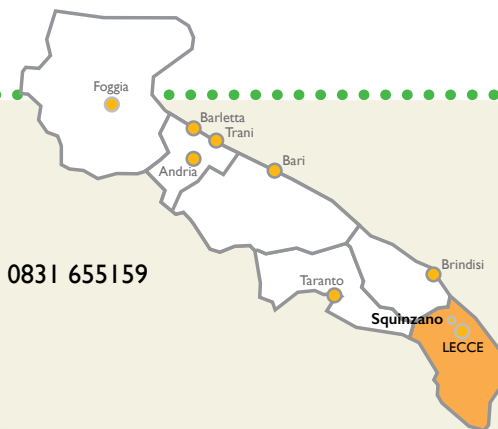 Foggia
Barletta
Trani
Andria
Bari
0831 655159
Brindisi
Taranto
Squinzano
LECCE